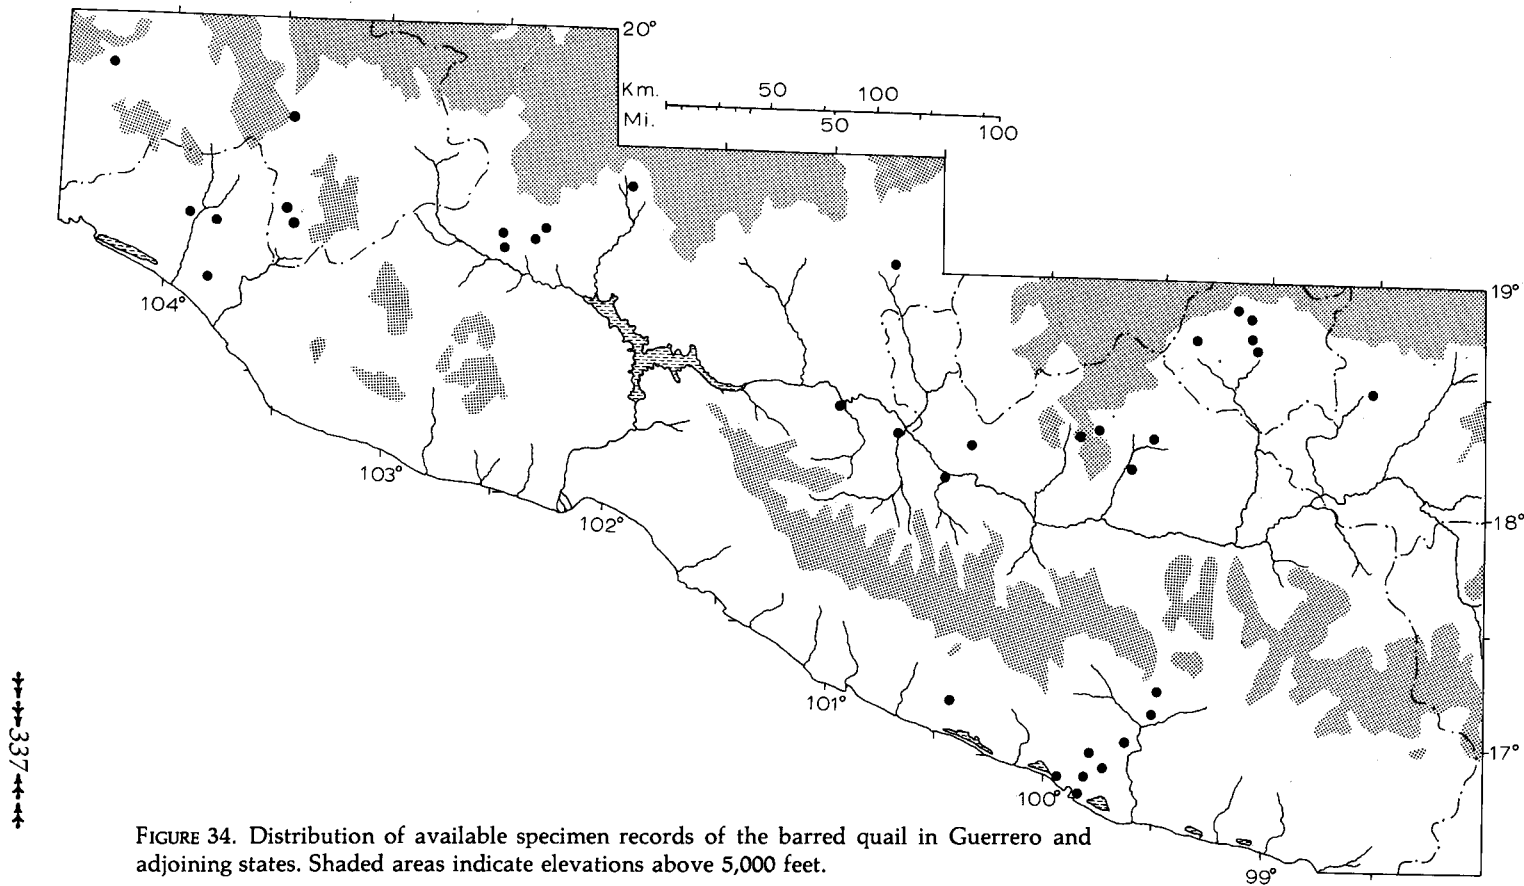 20°
Km. 50 100
Mi. 50 100
19°
104°
103°
18°
102°
101°
17°
100°
99°
337
FIGURE 34. Distribution of available specimen records of the barred quail in Guerrero and
adjoining states. Shaded areas indicate elevations above 5,000 feet.